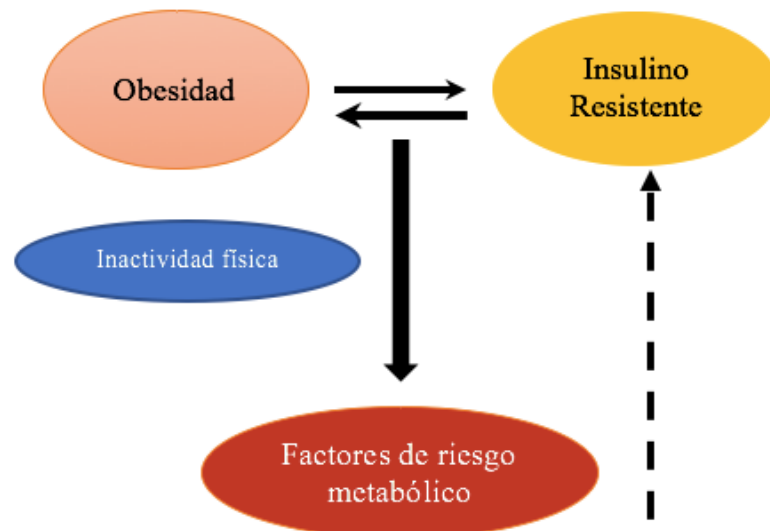 Obesidad
Insulino
Resistente
Inactividad física
Factores de riesgo
metabólico